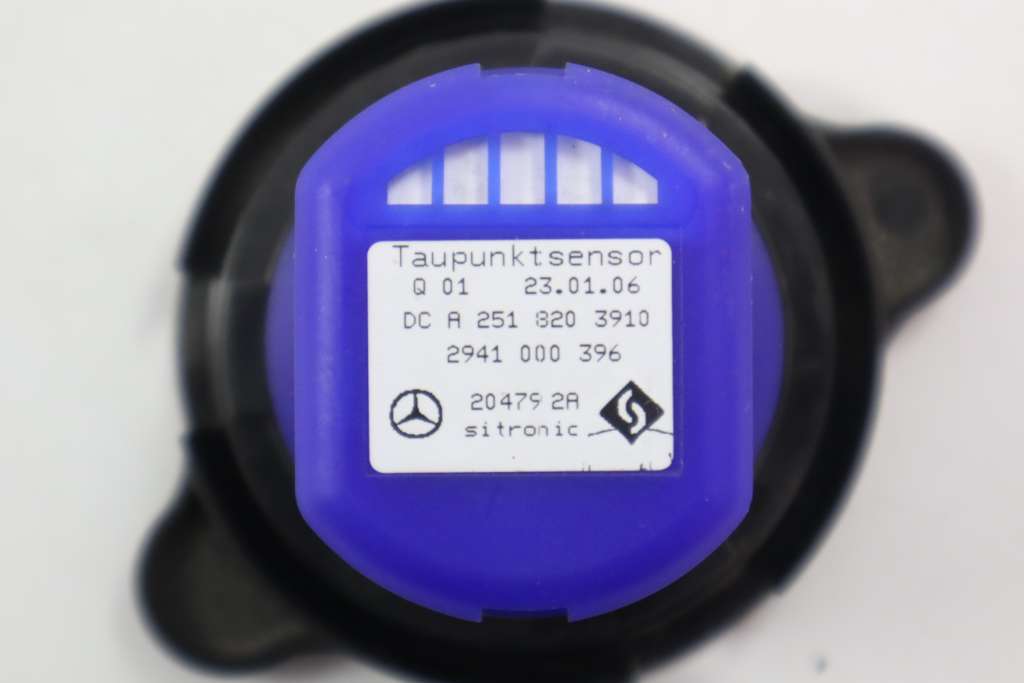 Taupunktsensor
Q 01 23.01.06
DC A 251 820 3910
2941 000 396
20479 2A
sitronic